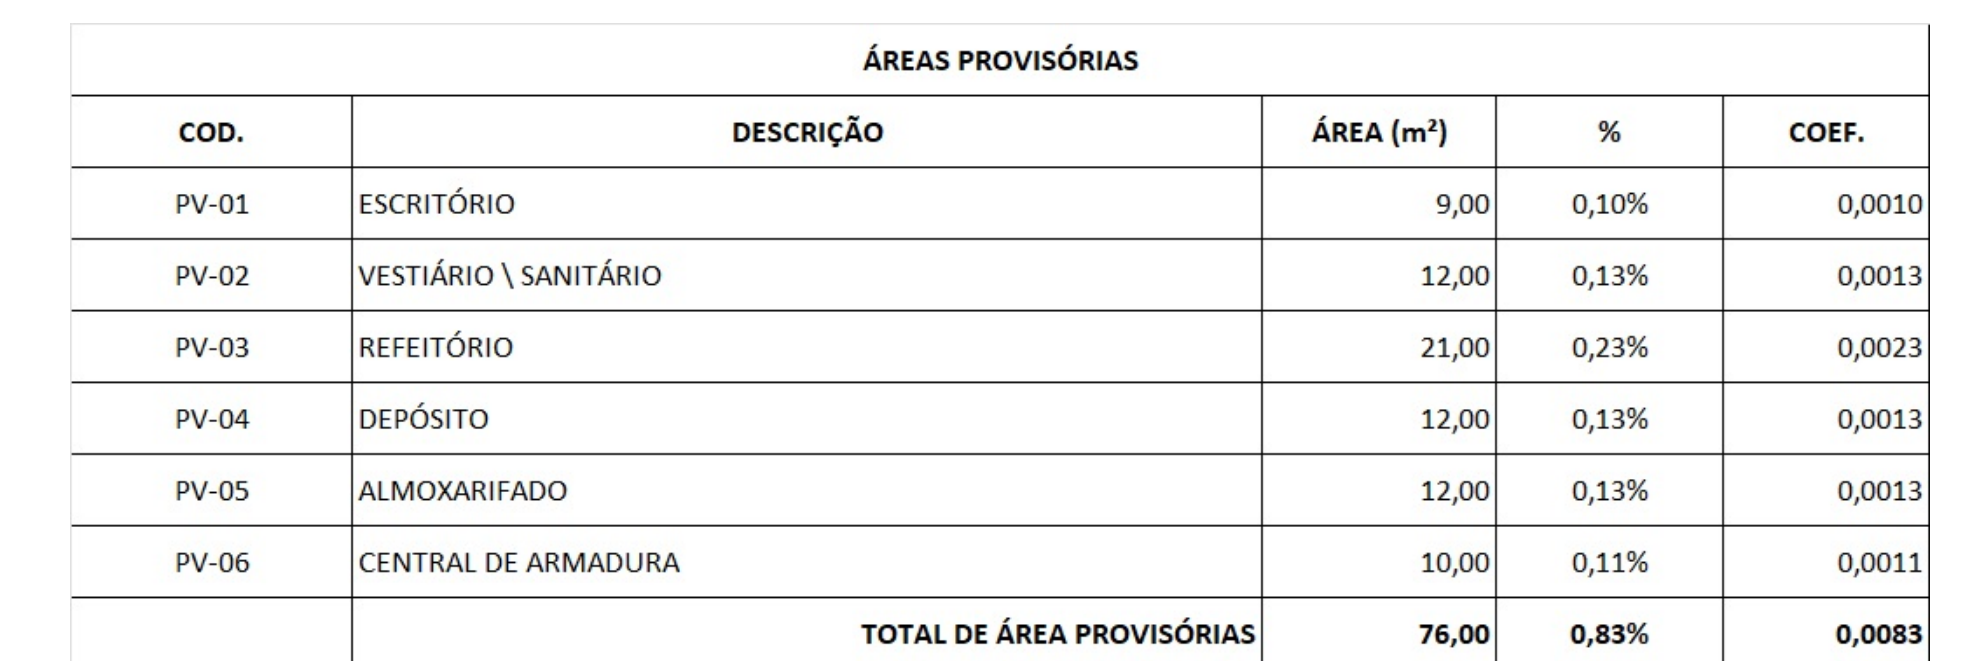 ÁREAS PROVISÓRIAS
COD. DESCRIÇÃO ÁREA (m²) % COEF.
PV-01 ESCRITÓRIO 9,00 0,10% 0,0010
PV-02 VESTIÁRIO \ SANITÁRIO 12,00 0,13% 0,0013
PV-03 REFEITÓRIO 21,00 0,23% 0,0023
PV-04 DEPÓSITO 12,00 0,13% 0,0013
PV-05 ALMOXARIFADO 12,00 0,13% 0,0013
PV-06 CENTRAL DE ARMADURA 10,00 0,11% 0,0011
TOTAL DE ÁREA PROVISÓRIAS 76,00 0,83% 0,0083